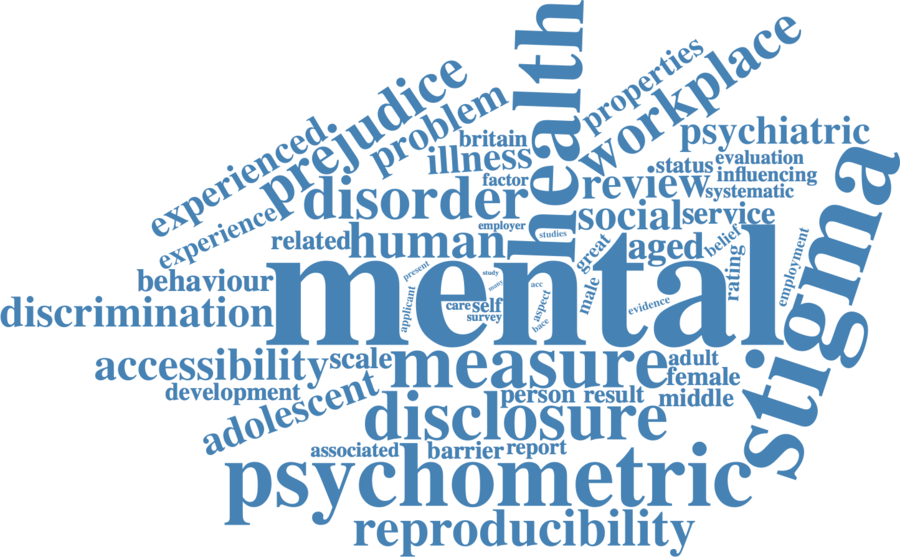 health
workplace
properties
prejudice
problem
experienced
britain
illness
psychiatric
status
evaluation
factor
influencing
review
systematic
disorder
experience
social
service
employer
studies
related
human
great
aged
belief
stigma
mental
behaviour
present
study
many
acc
rating
employment
discrimination
applicant
care
self
survey
aspect
bace
male
evidence
accessibility
scale
measure
adult
female
development
adolescent
person
result
middle
disclosure
associated
barrier
report
psychometric
reproducibility